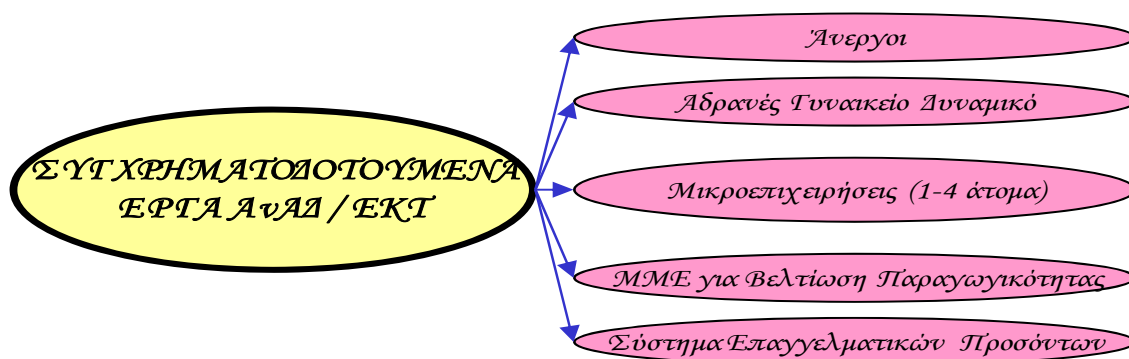 ΣΥΓΧΡΗΜΑΤΟΔΟΤΟΥΜΕΝΑ
ΕΡΓΑ ΑνΑΔ / ΕΚΤ
Άνεργοι
Αδρανές Γυναικείο Δυναμικό
Μικροεπιχειρήσεις (1-4 άτομα)
ΜΜΕ για Βελτίωση Παραγωγικότητας
Σύστημα Επαγγελματικών Προσόντων